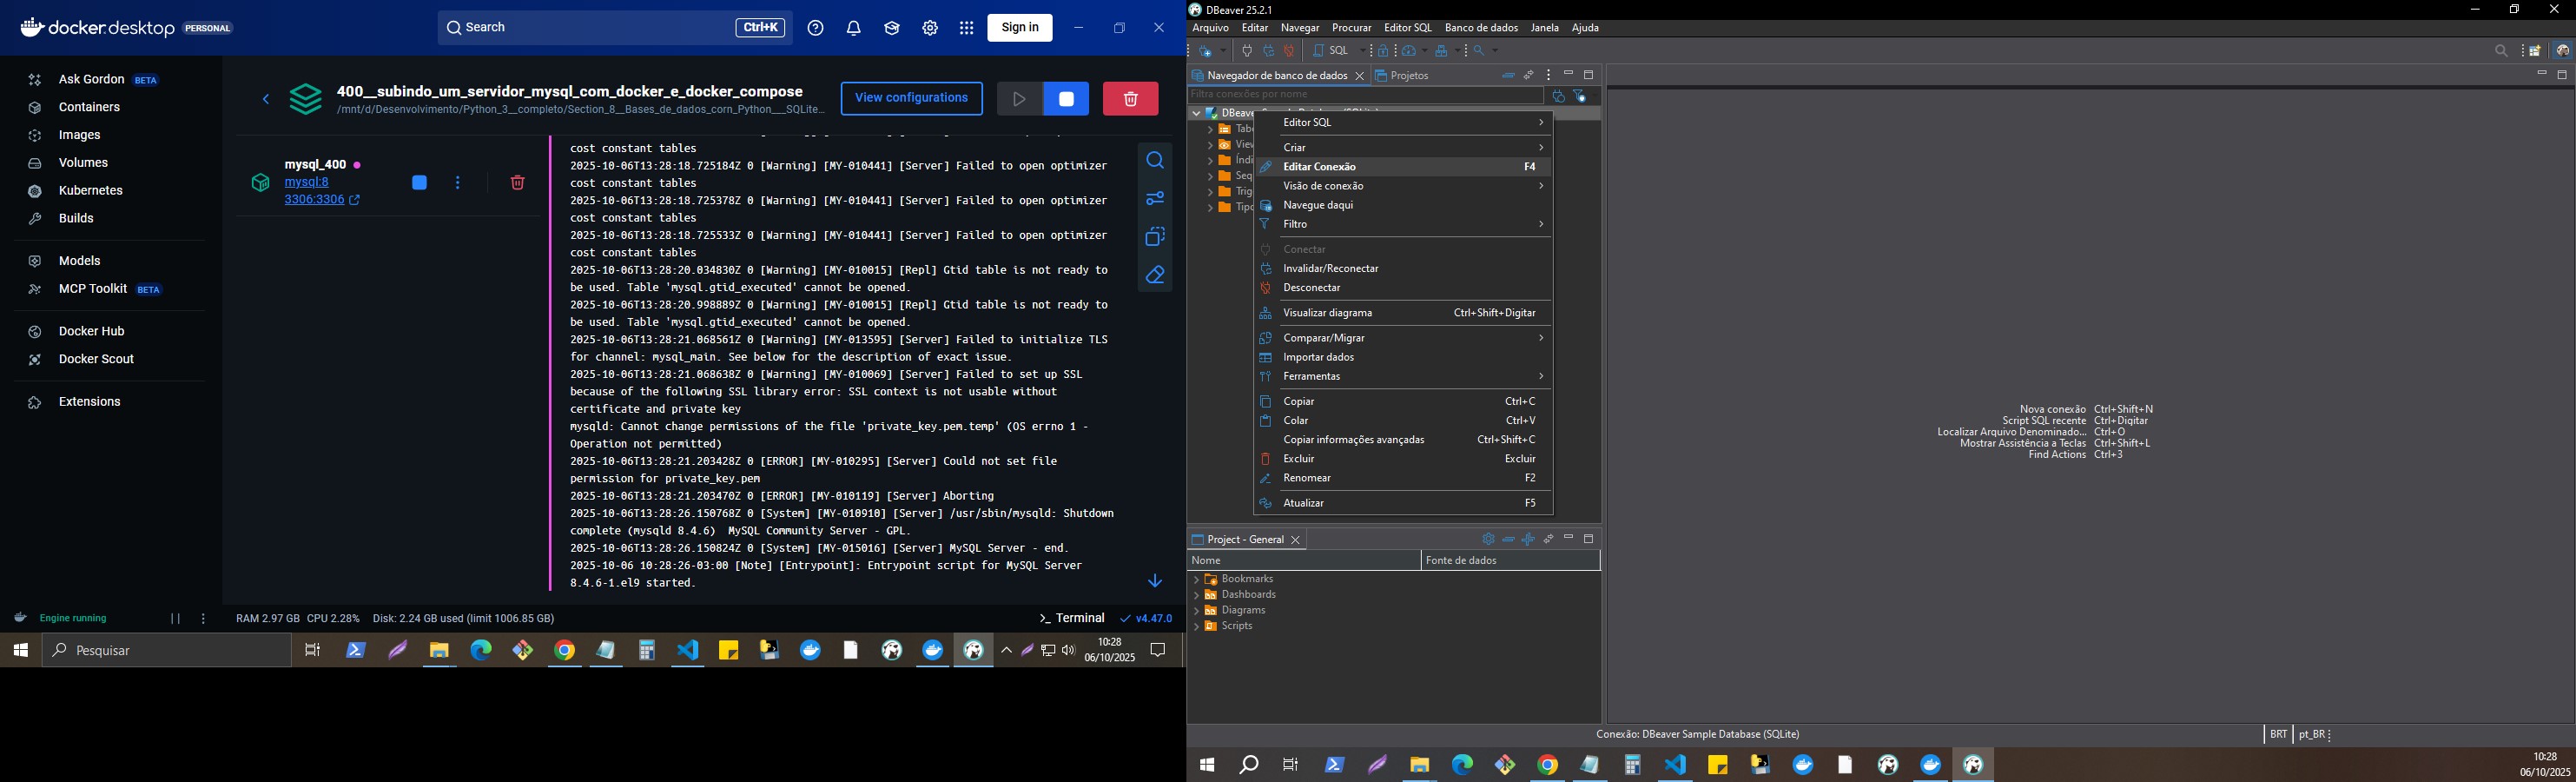 docker.desktop PERSONAL
Search
Ctrl+K
Sign in
Ask Gordon BETA
Containers
Images
Volumes
Kubernetes
Builds
Models
MCP Toolkit BETA
Docker Hub
Docker Scout
Extensions
400__subindo_um_servidor_mysql_com_docker_e_docker_compose
/mnt/d/Desenvolvimento/Python_3__completo/Section_8__Bases_de_dados_corn_Python___SQLite...
View configurations
mysql_400
mysql:8
3306:3306
cost constant tables
2025-10-06T13:28:18.725184Z 0 [Warning] [MY-010441] [Server] Failed to open optimizer
cost constant tables
2025-10-06T13:28:18.725378Z 0 [Warning] [MY-010441] [Server] Failed to open optimizer
cost constant tables
2025-10-06T13:28:18.725533Z 0 [Warning] [MY-010441] [Server] Failed to open optimizer
cost constant tables
2025-10-06T13:28:20.034830Z 0 [Warning] [MY-010015] [Repl] Gtid table is not ready to
be used. Table 'mysql.gtid_executed' cannot be opened.
2025-10-06T13:28:20.998889Z 0 [Warning] [MY-010015] [Repl] Gtid table is not ready to
be used. Table 'mysql.gtid_executed' cannot be opened.
2025-10-06T13:28:21.068561Z 0 [Warning] [MY-013595] [Server] Failed to initialize TLS
for channel: mysql_main. See below for the description of exact issue.
2025-10-06T13:28:21.068638Z 0 [Warning] [MY-010069] [Server] Failed to set up SSL
because of the following SSL library error: SSL context is not usable without
certificate and private key
mysqld: Cannot change permissions of the file 'private_key.pem.temp' (OS errno 1 -
Operation not permitted)
2025-10-06T13:28:21.203428Z 0 [ERROR] [MY-010295] [Server] Could not set file
permission for private_key.pem
2025-10-06T13:28:21.203470Z 0 [ERROR] [MY-010119] [Server] Aborting
2025-10-06T13:28:26.150768Z 0 [System] [MY-010910] [Server] /usr/sbin/mysqld: Shutdown
complete (mysqld 8.4.6)  MySQL Community Server - GPL.
2025-10-06T13:28:26.150824Z 0 [System] [MY-015016] [Server] MySQL Server - end.
2025-10-06 10:28:26-03:00 [Note] [Entrypoint]: Entrypoint script for MySQL Server
8.4.6-1.el9 started.
Engine running
RAM 2.97 GB CPU 2.28% Disk: 2.24 GB used (limit 1006.85 GB)
>_ Terminal
v4.47.0
Pesquisar
10:28
06/10/2025
DBeaver 25.2.1
Arquivo Editar Navegar Procurar Editor SQL Banco de dados Janela Ajuda
SQL
Navegador de banco de dados
Projetos
Filtra conexões por nome
DBeaver Sample Database (SQLite)
Tabe
View
Índi
Seq
Trig
Tipo
Editor SQL
Criar
Editar Conexão F4
Visão de conexão
Navegue daqui
Filtro
Conectar
Invalidar/Reconectar
Desconectar
Visualizar diagrama Ctrl+Shift+Digitar
Comparar/Migrar
Importar dados
Ferramentas
Copiar Ctrl+C
Colar Ctrl+V
Copiar informações avançadas Ctrl+Shift+C
Excluir Excluir
Renomear F2
Atualizar F5
Nova conexão Ctrl+Shift+N
Script SQL recente Ctrl+Digitar
Localizar Arquivo Denominado... Ctrl+O
Mostrar Assistência a Teclas Ctrl+Shift+L
Find Actions Ctrl+3
Project - General
Nome
Fonte de dados
Bookmarks
Dashboards
Diagrams
Scripts
Conexão: DBeaver Sample Database (SQLite)
BRT
pt_BR
10:28
06/10/2025